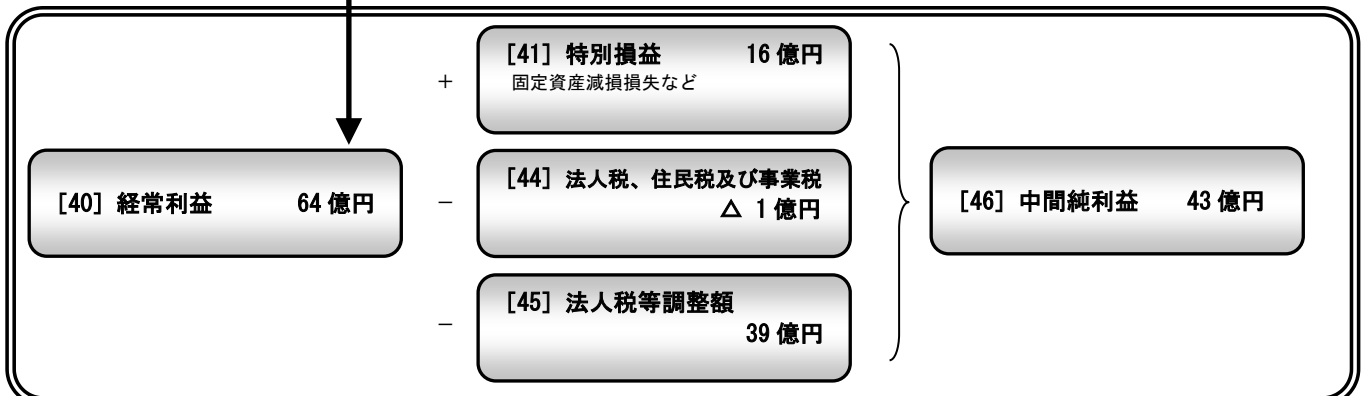 [41] 特別損益 16 億円
+ 固定資産減損損失など
[40] 経常利益 64 億円
[44] 法人税、住民税及び事業税
－ △ 1 億円
[46] 中間純利益 43 億円
[45] 法人税等調整額
－ 39 億円